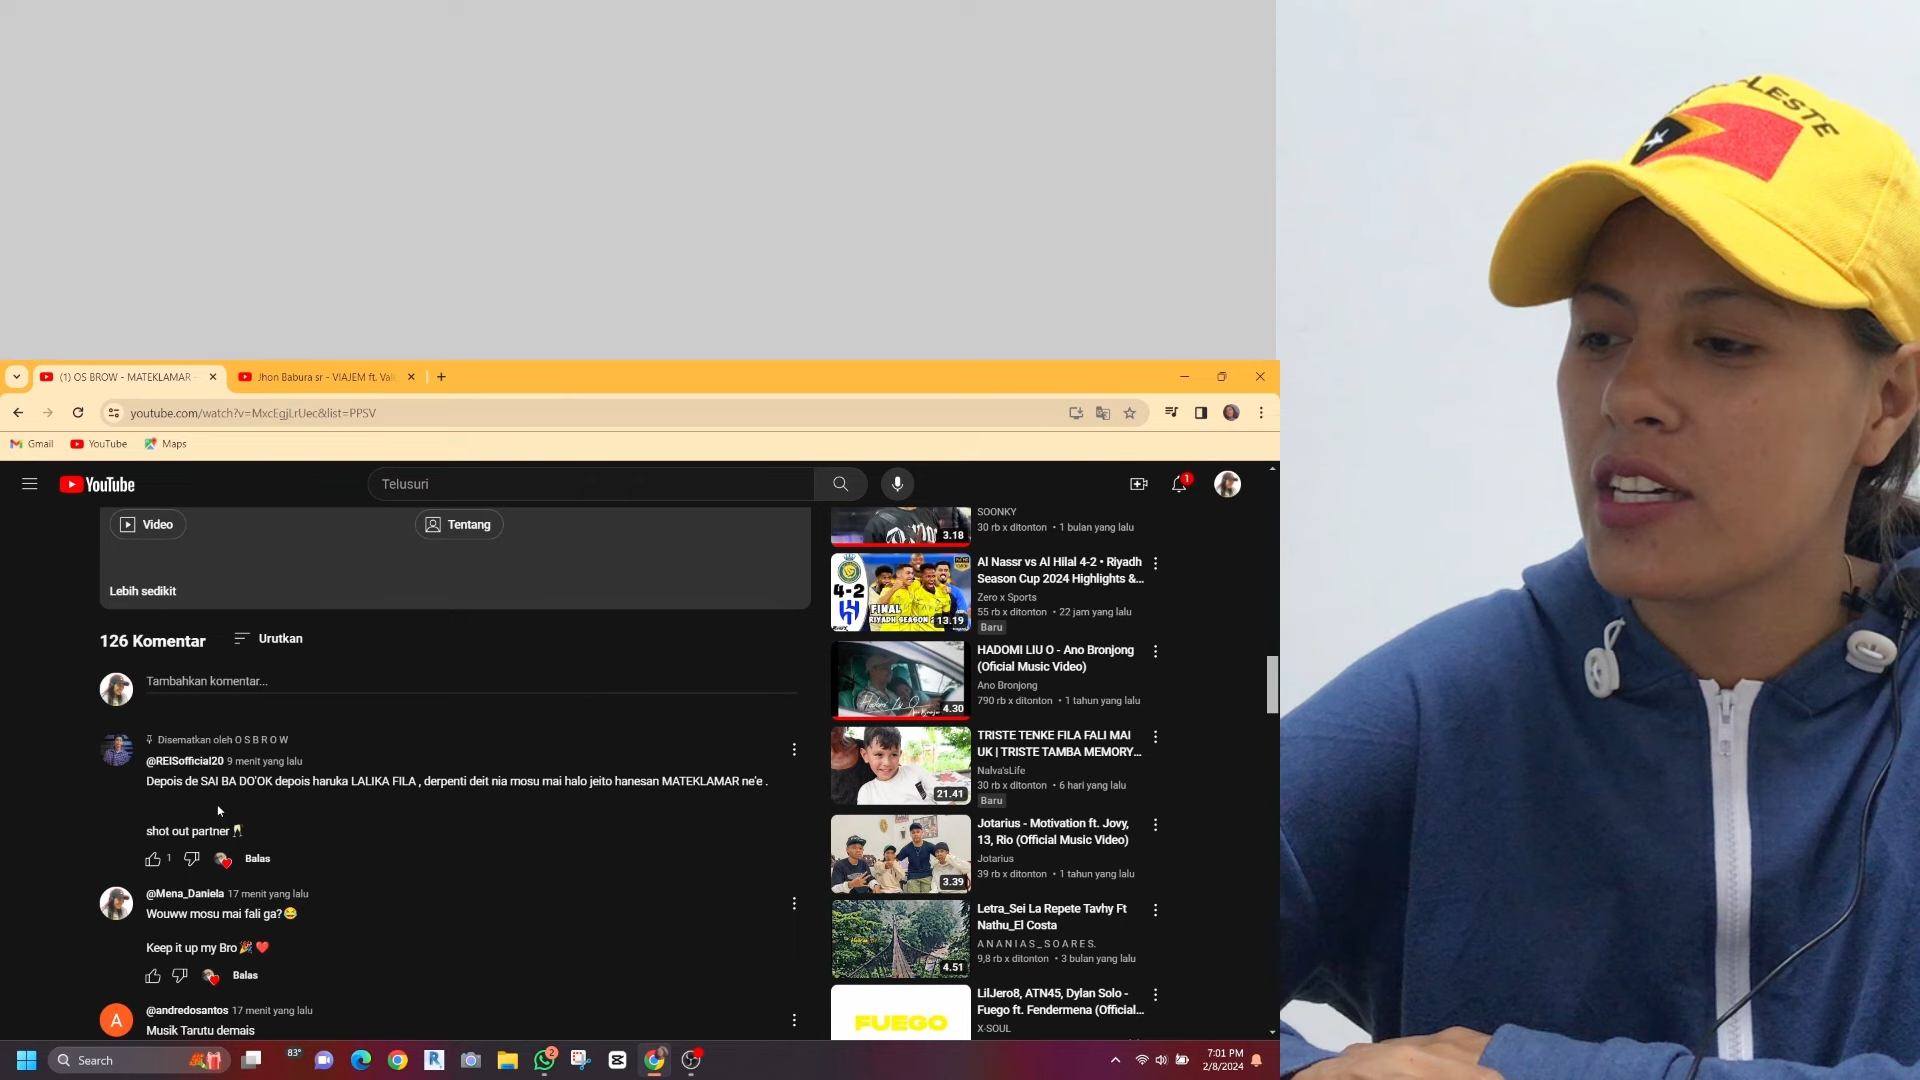 LESTE
(1) OS BROW - MATEKLAMAR -
Jhon Babura sr - VIAJEM ft. Val
youtube.com/watch?v=MxcEgjLrUec&list=PPSV
Gmail
YouTube
Maps
YouTube
Telusuri
1
Video
Tentang
Lebih sedikit
126 Komentar
Urutkan
Tambahkan komentar...
Disematkan oleh O S B R O W
@REISofficial20 9 menit yang lalu
Depois de SAI BA DO'OK depois haruka LALIKA FILA , derpenti deit nia mosu mai halo jeito hanesan MATEKLAMAR ne'e .
shot out partner🥂
1
Balas
@Mena_Daniela 17 menit yang lalu
Wouww mosu mai fali ga?😂
Keep it up my Bro🎉❤️
Balas
A
@andredosantos 17 menit yang lalu
Musik Tarutu demais
3.18
SOONKY
30 rb x ditonton • 1 bulan yang lalu
4-2
FINAL
13.19
Al Nassr vs Al Hilal 4-2 • Riyadh
Season Cup 2024 Highlights &...
Zero x Sports
55 rb x ditonton • 22 jam yang lalu
Baru
4.30
HADOMI LIU O - Ano Bronjong
(Oficial Music Video)
Ano Bronjong
790 rb x ditonton • 1 tahun yang lalu
21.41
TRISTE TENKE FILA FALI MAI
UK | TRISTE TAMBA MEMORY...
Nalva'sLife
30 rb x ditonton • 6 hari yang lalu
Baru
3.39
Jotarius - Motivation ft. Jovy,
13, Rio (Official Music Video)
Jotarius
39 rb x ditonton • 1 tahun yang lalu
4.51
Letra_Sei La Repete Tavhy Ft
Nathu_El Costa
A N A N I A S _ S O A R E S.
9,8 rb x ditonton • 3 bulan yang lalu
FUEGO
LilJero8, ATN45, Dylan Solo -
Fuego ft. Fendermena (Official...
X-SOUL
Search
83°
2
7:01 PM
2/8/2024